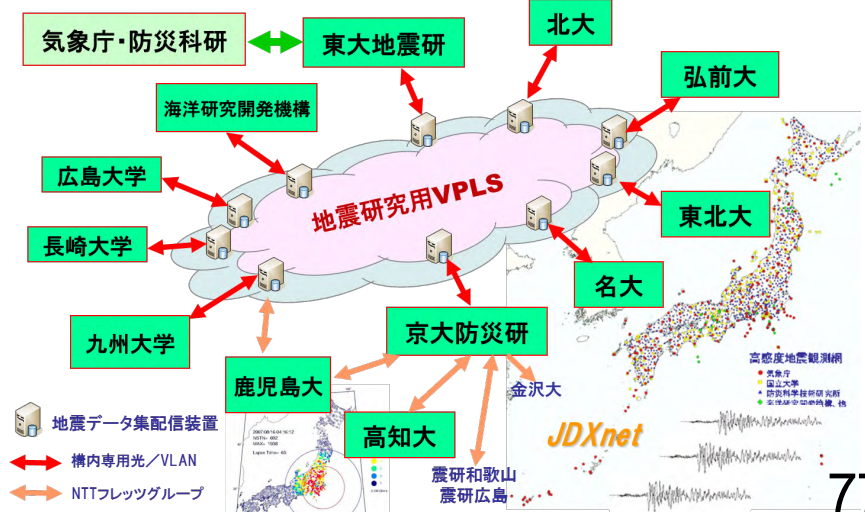 気象庁・防災科研
東大地震研
北大
弘前大
海洋研究開発機構
広島大学
長崎大学
地震研究用VPLS
東北大
名大
九州大学
京大防災研
鹿児島大
高知大
金沢大
震研和歌山
震研広島
地震データ集配信装置
構内専用光／VLAN
NTTフレッツグループ
高感度地震観測網
気象庁
国立大学
防災科学技術研究所
JDXnet
77